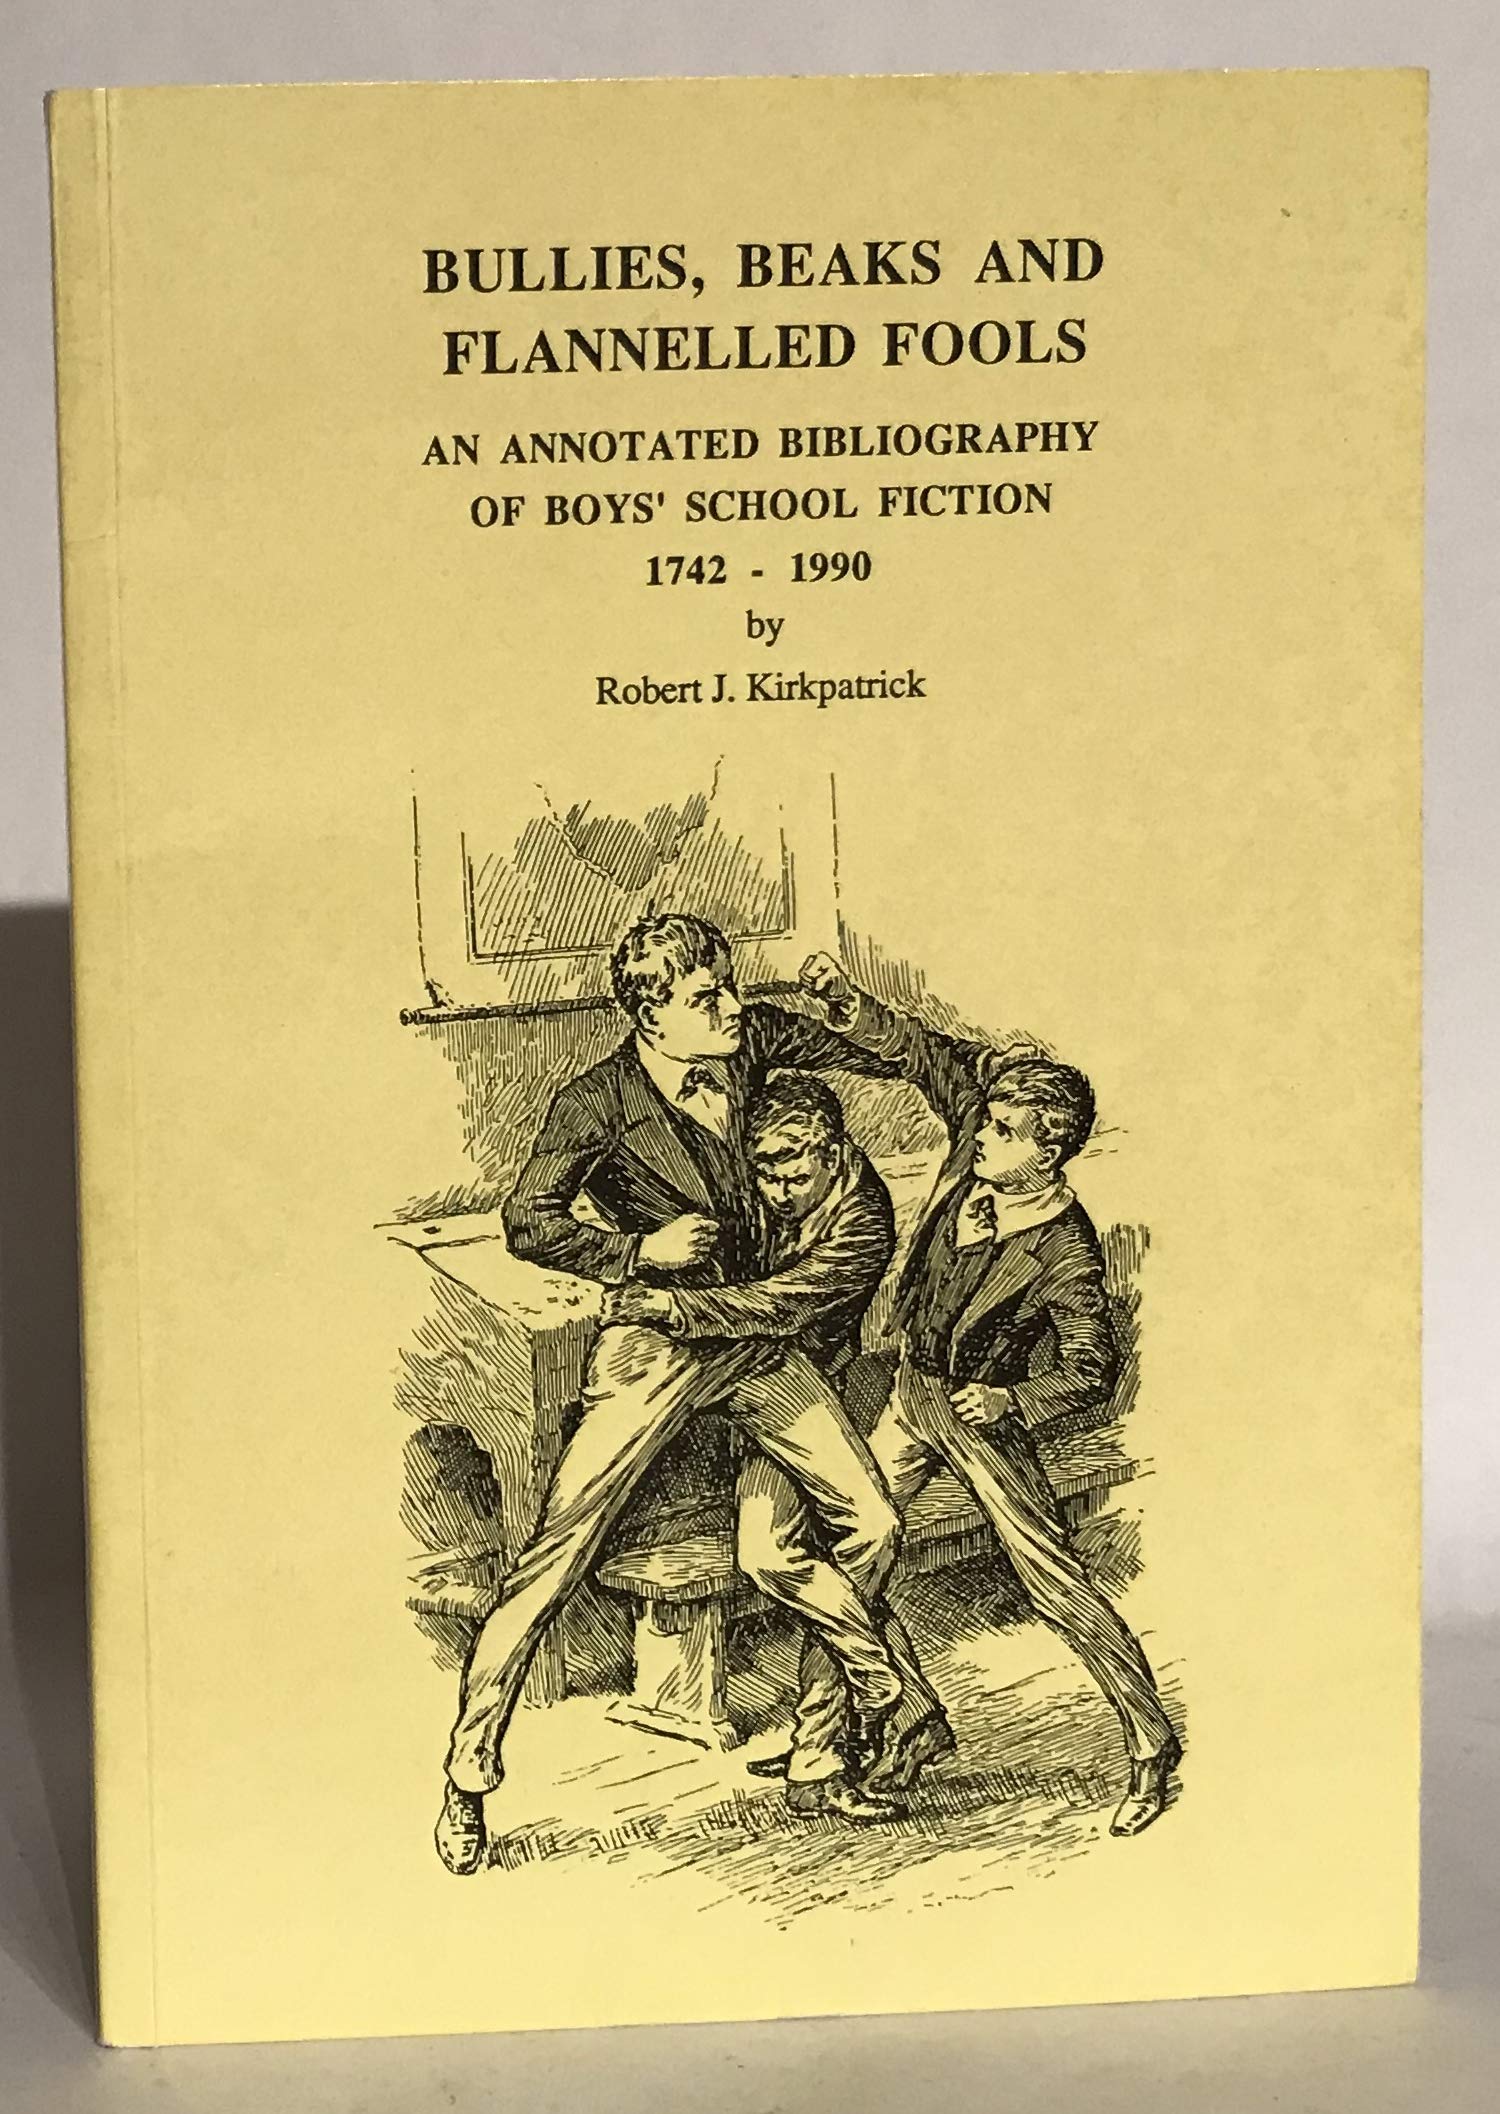 BULLIES, BEAKS AND
FLANNELLED FOOLS
AN ANNOTATED BIBLIOGRAPHY
OF BOYS' SCHOOL FICTION
1742 - 1990
by
Robert J. Kirkpatrick